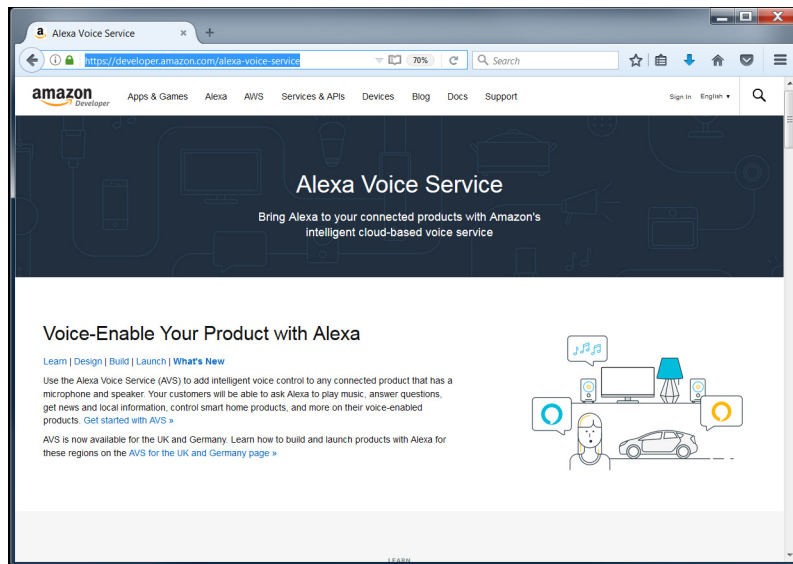 a Alexa Voice Service × +
https://developer.amazon.com/alexa-voice-service 70% Search
amazon Developer Apps & Games Alexa AWS Services & APIs Devices Blog Docs Support Sign In English
Alexa Voice Service
Bring Alexa to your connected products with Amazon's
intelligent cloud-based voice service
Voice-Enable Your Product with Alexa
Learn | Design | Build | Launch | What's New
Use the Alexa Voice Service (AVS) to add intelligent voice control to any connected product that has a
microphone and speaker. Your customers will be able to ask Alexa to play music, answer questions,
get news and local information, control smart home products, and more on their voice-enabled
products. Get started with AVS »
AVS is now available for the UK and Germany. Learn how to build and launch products with Alexa for
these regions on the AVS for the UK and Germany page »
LEARN